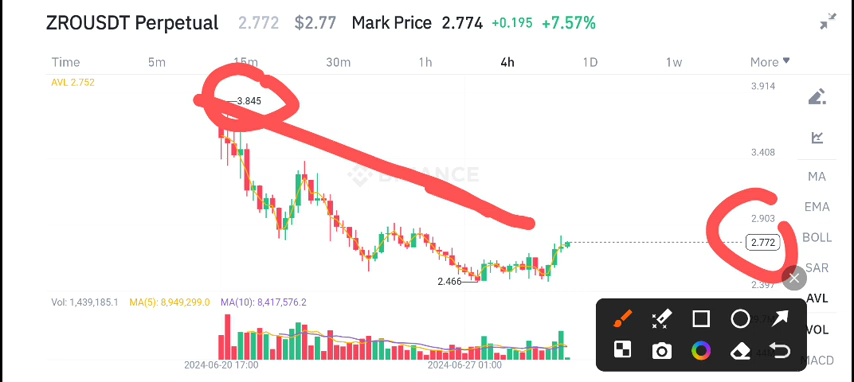 ZROUSDT Perpetual 2.772 $2.77 Mark Price 2.774 +0.195 +7.57%
Time 5m 15m 30m 1h 4h 1D 1w More
AVL 2.752
3.914
3.845
3.408
BINANCE
MA
EMA
2.903
BOLL
2.772
SAR
2.466
2.397
AVL
Vol: 1,439,185.1 MA(5): 8,949,299.0 MA(10): 8,417,576.2
VOL
MACD
2024-06-20 17:00 2024-06-27 01:00